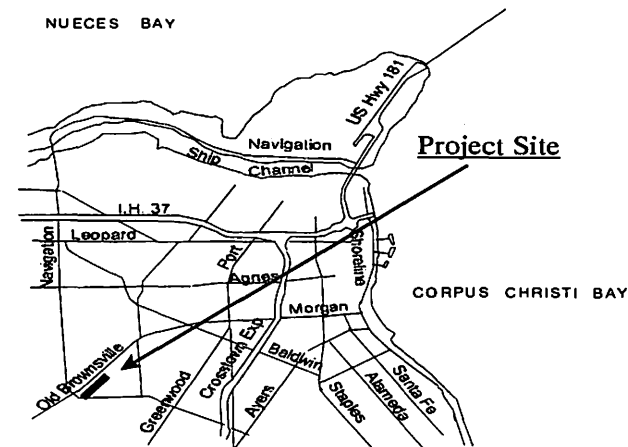 NUECES BAY
US Hwy 181
Navigation
Ship Channel
Project Site
I.H. 37
Leopard
Navigation
Port
Shoreline
Agnes
CORPUS CHRISTI BAY
Morgan
Crosstown Exp
Old Brownsville
Baldwin
Greenwood
Ayers
Staples
Alameda
Santa Fe